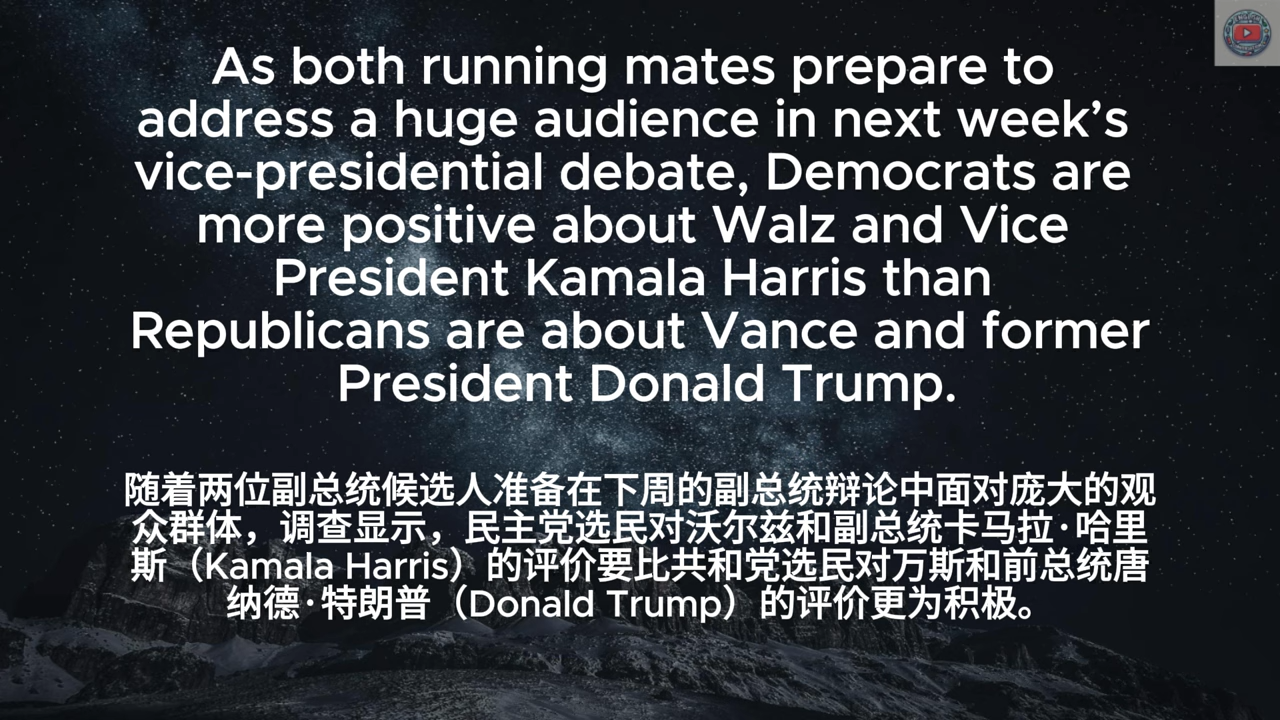 As both running mates prepare to
address a huge audience in next week’s
vice-presidential debate, Democrats are
more positive about Walz and Vice
President Kamala Harris than
Republicans are about Vance and former
President Donald Trump.
随着两位副总统候选人准备在下周的副总统辩论中面对庞大的观
众群体，调查显示，民主党选民对沃尔兹和副总统卡马拉·哈里
斯（Kamala Harris）的评价要比共和党选民对万斯和前总统唐
纳德·特朗普（Donald Trump）的评价更为积极。